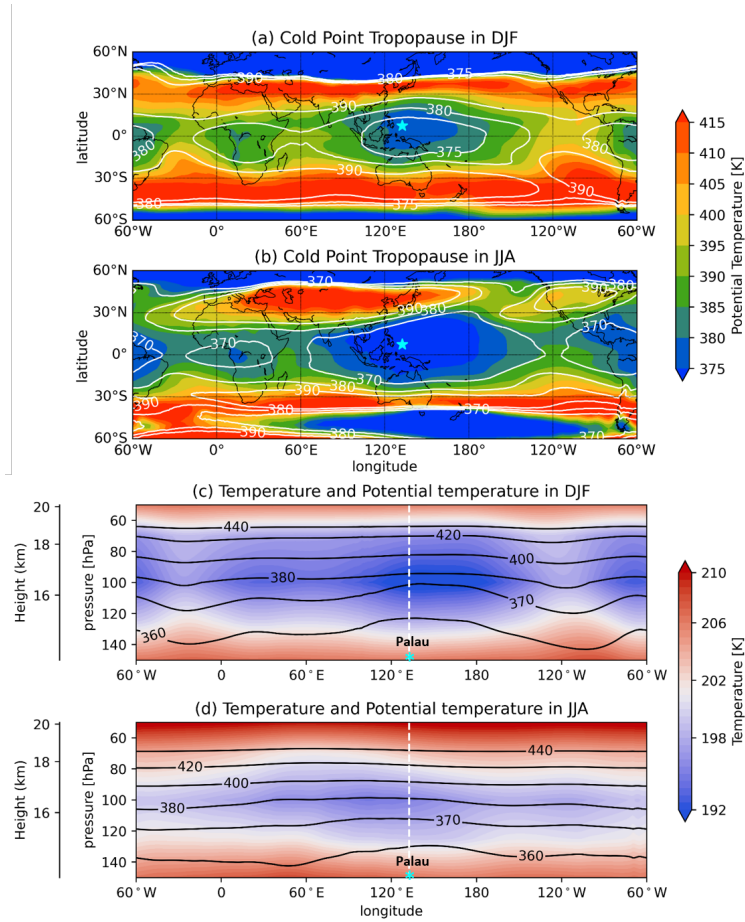 (a) Cold Point Tropopause in DJF
60°N
30°N
0°
30°S
60°S
latitude
380 380 375
390 390 380
380 375 380
390 390
380 375
60°W 0° 60°E 120°E 180° 120°W 60°W
(b) Cold Point Tropopause in JJA
60°N
30°N
0°
30°S
60°S
latitude
370 380
390 380 390
370 370 370
370
390 380 390
380 370
390 380 370
60°W 0° 60°E 120°E 180° 120°W 60°W
longitude
415
410
405
400
395
390
385
380
375
Potential Temperature [K]
(c) Temperature and Potential temperature in DJF
20
18
16
Height (km)
60
80
100
120
140
pressure [hPa]
440 420
400
380
370
360
Palau
60°W 0 60°E 120°E 180 120°W 60°W
(d) Temperature and Potential temperature in JJA
20
18
16
Height (km)
60
80
100
120
140
pressure [hPa]
440
420
400
380
370
360
Palau
60°W 0 60°E 120°E 180 120°W 60°W
longitude
210
206
202
198
194
192
Temperature [K]